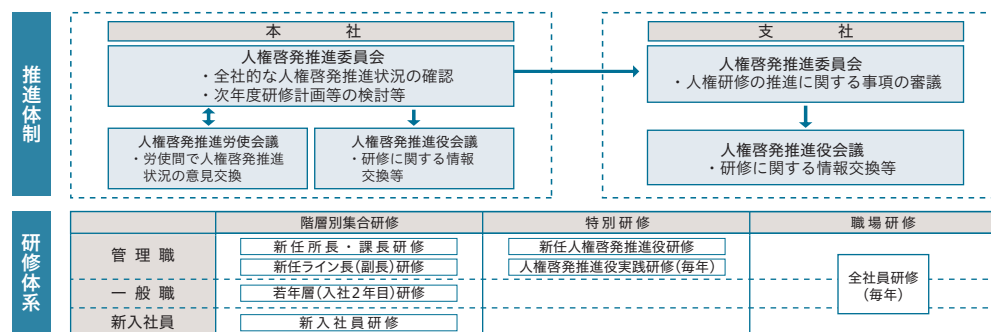 推進体制
本社
人権啓発推進委員会
・全社的な人権啓発推進状況の確認
・次年度研修計画等の検討等
人権啓発推進労使会議
・労使間で人権啓発推進
状況の意見交換
人権啓発推進役会議
・研修に関する情報
交換等
支社
人権啓発推進委員会
・人権研修の推進に関する事項の審議
人権啓発推進役会議
・研修に関する情報交換等
研修体系
階層別集合研修
特別研修
職場研修
管理職
新任所長・課長研修
新任ライン長(副長)研修
新任人権啓発推進役研修
人権啓発推進役実践研修(毎年)
全社員研修
(毎年)
一般職
若年層(入社2年目)研修
新入社員
新入社員研修